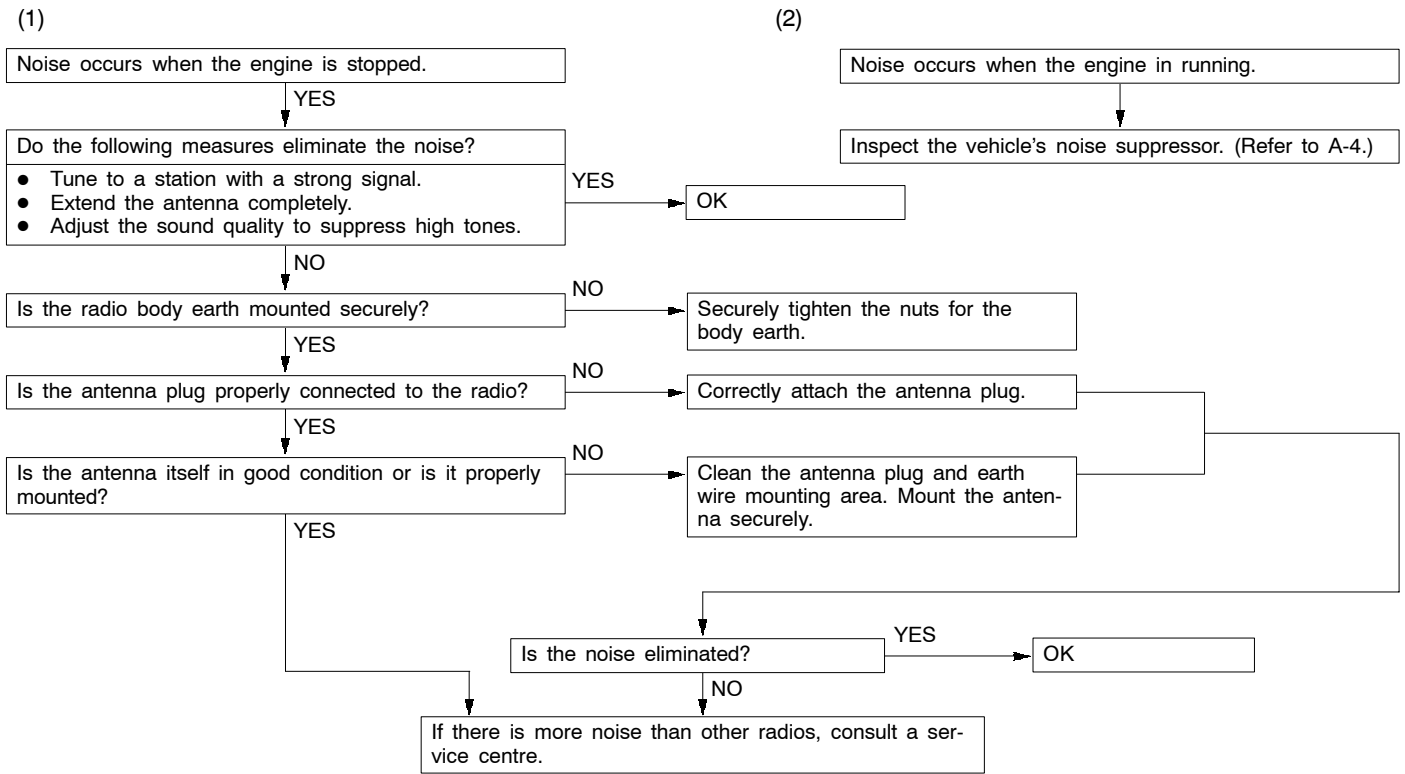 (1)
Noise occurs when the engine is stopped.
YES
Do the following measures eliminate the noise?
● Tune to a station with a strong signal.
● Extend the antenna completely.
● Adjust the sound quality to suppress high tones.
YES
OK
NO
Is the radio body earth mounted securely?
NO
Securely tighten the nuts for the
body earth.
YES
Is the antenna plug properly connected to the radio?
NO
Correctly attach the antenna plug.
YES
Is the antenna itself in good condition or is it properly
mounted?
NO
Clean the antenna plug and earth
wire mounting area. Mount the anten-
na securely.
YES
Is the noise eliminated?
YES
OK
NO
If there is more noise than other radios, consult a ser-
vice centre.
(2)
Noise occurs when the engine in running.
Inspect the vehicle's noise suppressor. (Refer to A-4.)